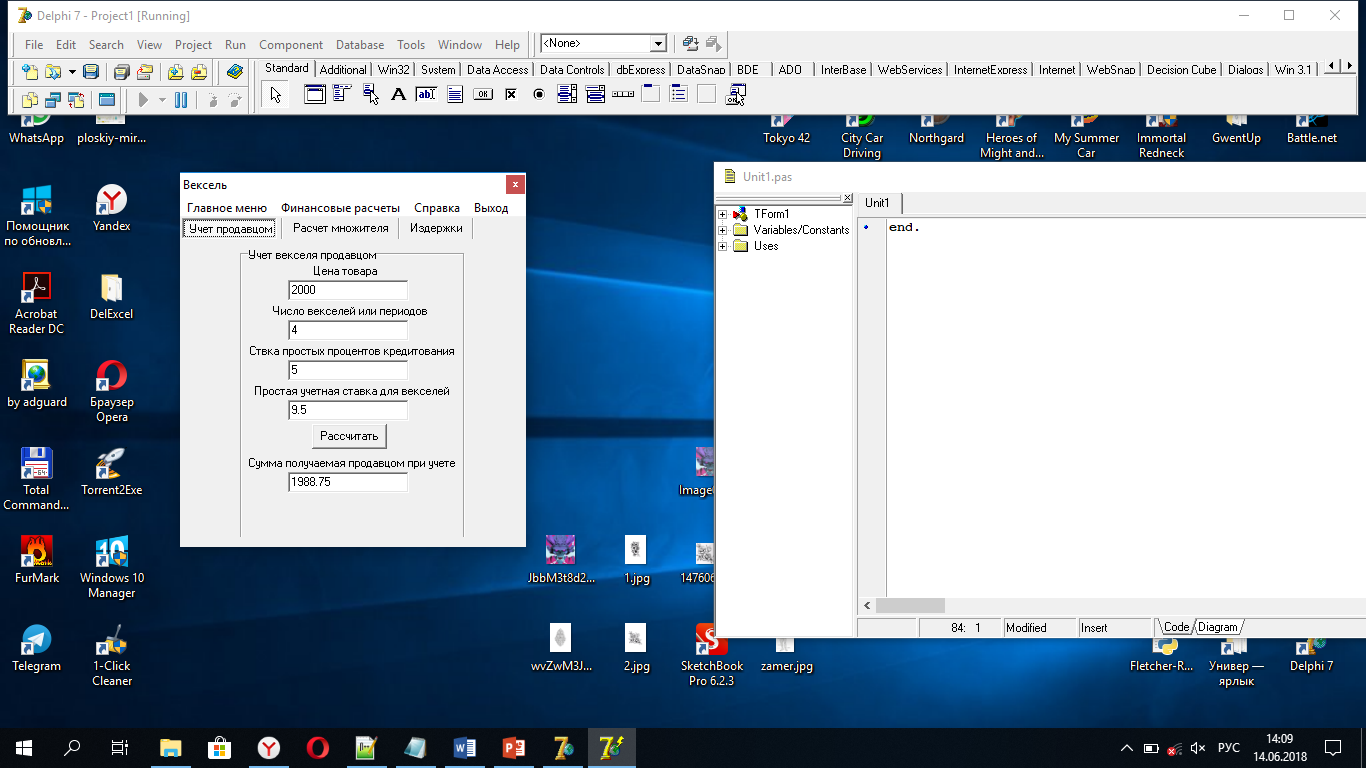 Delphi 7 - Project1 [Running]
File Edit Search View Project Run Component Database Tools Window Help
<None>
Standard Additional Win32 System Data Access Data Controls dbExpress DataSnap BDE ADO InterBase WebServices InternetExpress Internet WebSnap Decision Cube Dialogs Win 3.1
WhatsApp
ploskiy-mir...
Tokyo 42
City Car Driving
Northgard
Heroes of Might and...
My Summer Car
Immortal Redneck
GwentUp
Battle.net
Помощник по обновл...
Yandex
Acrobat Reader DC
DelExcel
by adguard
Браузер Opera
Total Command...
Torrent2Exe
FurMark
Windows 10 Manager
Telegram
1-Click Cleaner
Вексель
Главное меню Финансовые расчеты Справка Выход
Учет продавцом Расчет множителя Издержки
Учет векселя продавцом
Цена товара
2000
Число векселей или периодов
4
Ствка простых процентов кредитования
5
Простая учетная ставка для векселей
9.5
Рассчитать
Сумма получаемая продавцом при учете
1988.75
Unit1.pas
TForm1
Variables/Constants
Uses
Unit1
end.
84: 1 Modified Insert Code Diagram
JbbM3t8d2...
1.jpg
wvZwM3J...
2.jpg
SketchBook Pro 6.2.3
zamer.jpg
Fletcher-R...
Универ — ярлык
Delphi 7
РУС
14:09
14.06.2018